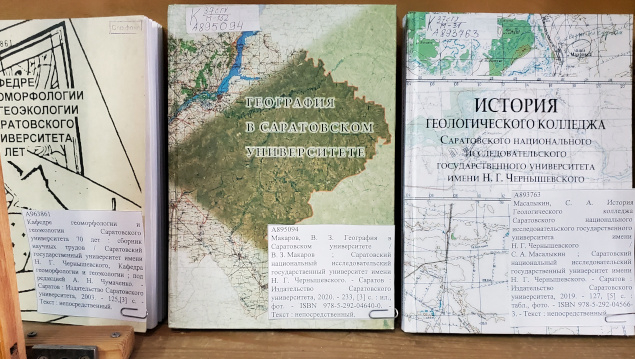 КАФЕДРЕ
ГЕОМОРФОЛОГИИ
ГЕОЭКОЛОГИИ
САРАТОВСКОГО
УНИВЕРСИТЕТА
ЛЕТ
А963861
Кафедре геоморфологии и
геоэкологии Саратовского
университета 70 лет : сборник
научных трудов / Саратовский
государственный университет имени
Н. Г. Чернышевского, Кафедра
геоморфологии и геоэкологии ; под
редакцией А. Н. Чумаченко. -
Саратов : Издательство Саратовского
университета, 2001. - 125,[3] с. -
Текст : непосредственный.
А895094
ГЕОГРАФИЯ
В САРАТОВСКОМ
УНИВЕРСИТЕТЕ
А895094
Макаров, В. З. География в
Саратовском университете /
В. З. Макаров ; Саратовский
национальный исследовательский
государственный университет имени
Н. Г. Чернышевского. - Саратов :
Издательство Саратовского
университета, 2020. - 233, [3] с. : ил.,
фот. - ISBN 978-5-292-04640-0. -
Текст : непосредственный.
А893763
ИСТОРИЯ
ГЕОЛОГИЧЕСКОГО КОЛЛЕДЖА
САРАТОВСКОГО НАЦИОНАЛЬНОГО
ИССЛЕДОВАТЕЛЬСКОГО
ГОСУДАРСТВЕННОГО УНИВЕРСИТЕТА
ИМЕНИ Н. Г. ЧЕРНЫШЕВСКОГО
А893763
Масалыкин, С. А. История
Геологического колледжа
Саратовского национального
исследовательского государственного
университета имени
Н. Г. Чернышевского /
С. А. Масалыкин ; Саратовский
национальный исследовательский
государственный университет имени
Н. Г. Чернышевского. - Саратов :
Издательство Саратовского
университета, 2019. - 127, [5] с. :
табл., фот. - ISBN 978-5-292-04566-
3. - Текст : непосредственный.